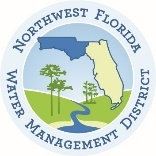 NORTHWEST FLORIDA
WATER MANAGEMENT DISTRICT